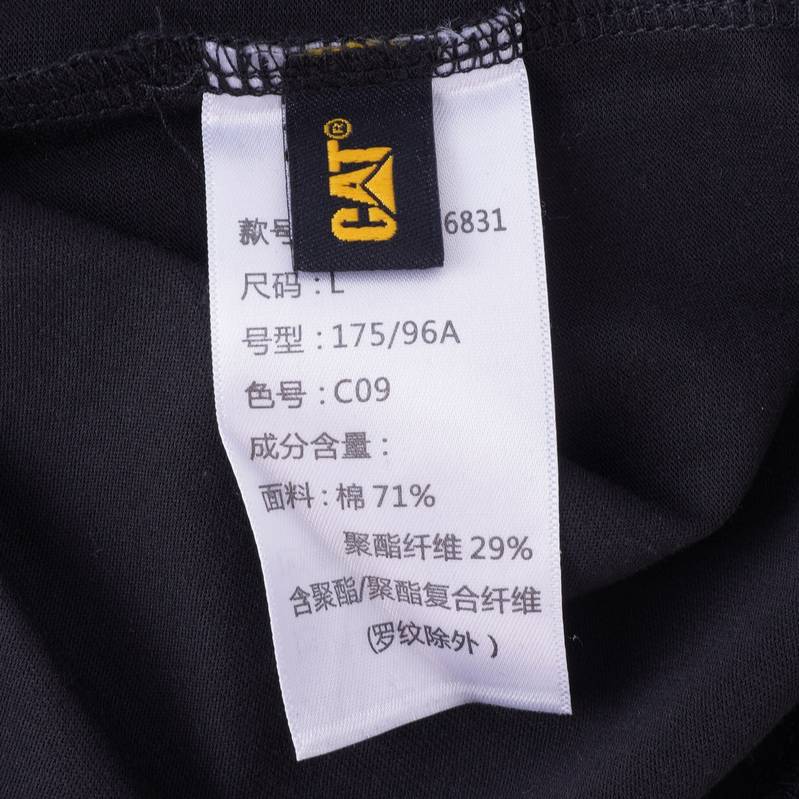 CAT®
款号 6831
尺码：L
号型：175/96A
色号：C09
成分含量：
面料：棉 71%
聚酯纤维 29%
含聚酯/聚酯复合纤维
(罗纹除外)